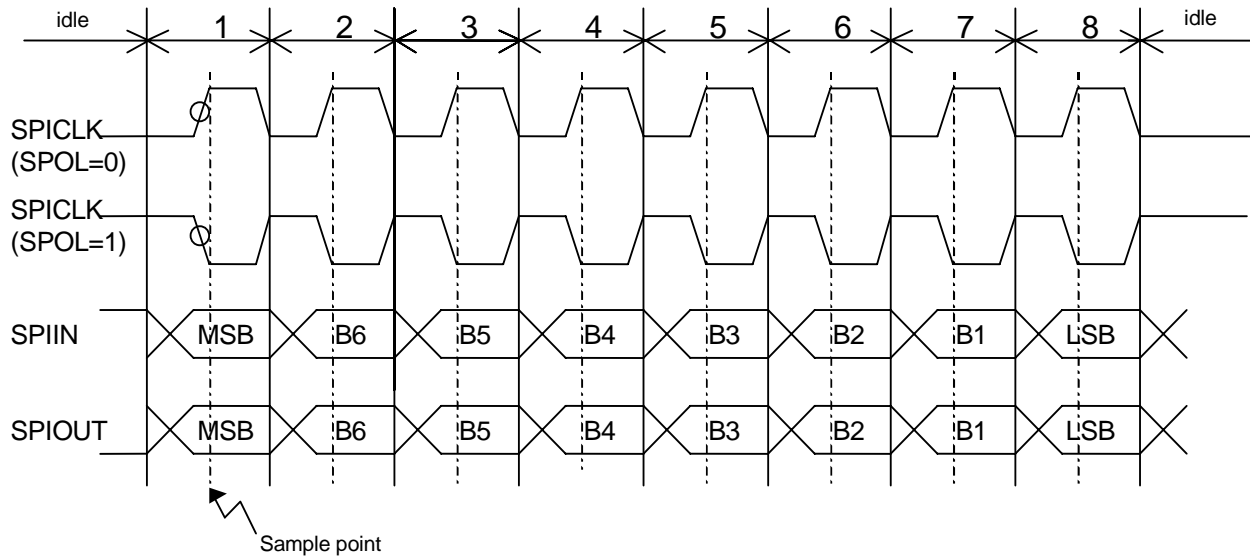 idle 1 2 3 4 5 6 7 8 idle
SPICLK
(SPOL=0)
SPICLK
(SPOL=1)
SPIIN MSB B6 B5 B4 B3 B2 B1 LSB
SPIOUT MSB B6 B5 B4 B3 B2 B1 LSB
Sample point